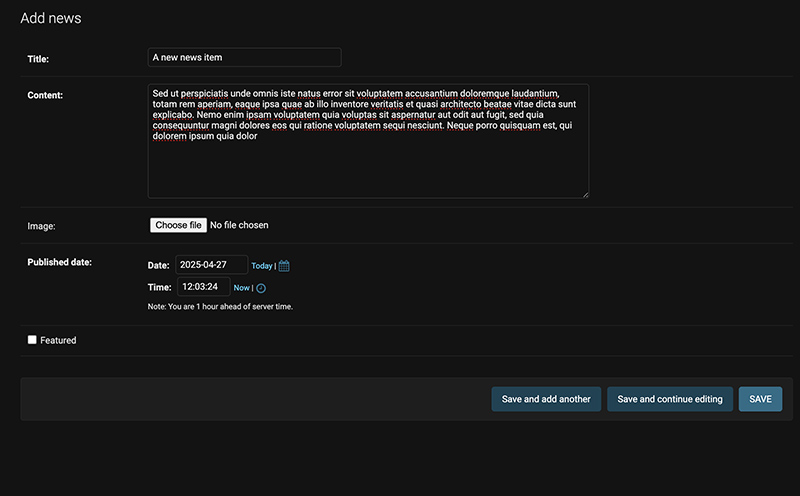 Add news
Title:
A new news item
Content:
Sed ut perspiciatis unde omnis iste natus error sit voluptatem accusantium doloremque laudantium,
totam rem aperiam, eaque ipsa quae ab illo inventore veritatis et quasi architecto beatae vitae dicta sunt
explicabo. Nemo enim ipsam voluptatem quia voluptas sit aspernatur aut odit aut fugit, sed quia
consequuntur magni dolores eos qui ratione voluptatem sequi nesciunt. Neque porro quisquam est, qui
dolorem ipsum quia dolor
Image:
Choose file No file chosen
Published date:
Date: 2025-04-27 Today |
Time: 12:03:24 Now |
Note: You are 1 hour ahead of server time.
Featured
Save and add another Save and continue editing SAVE